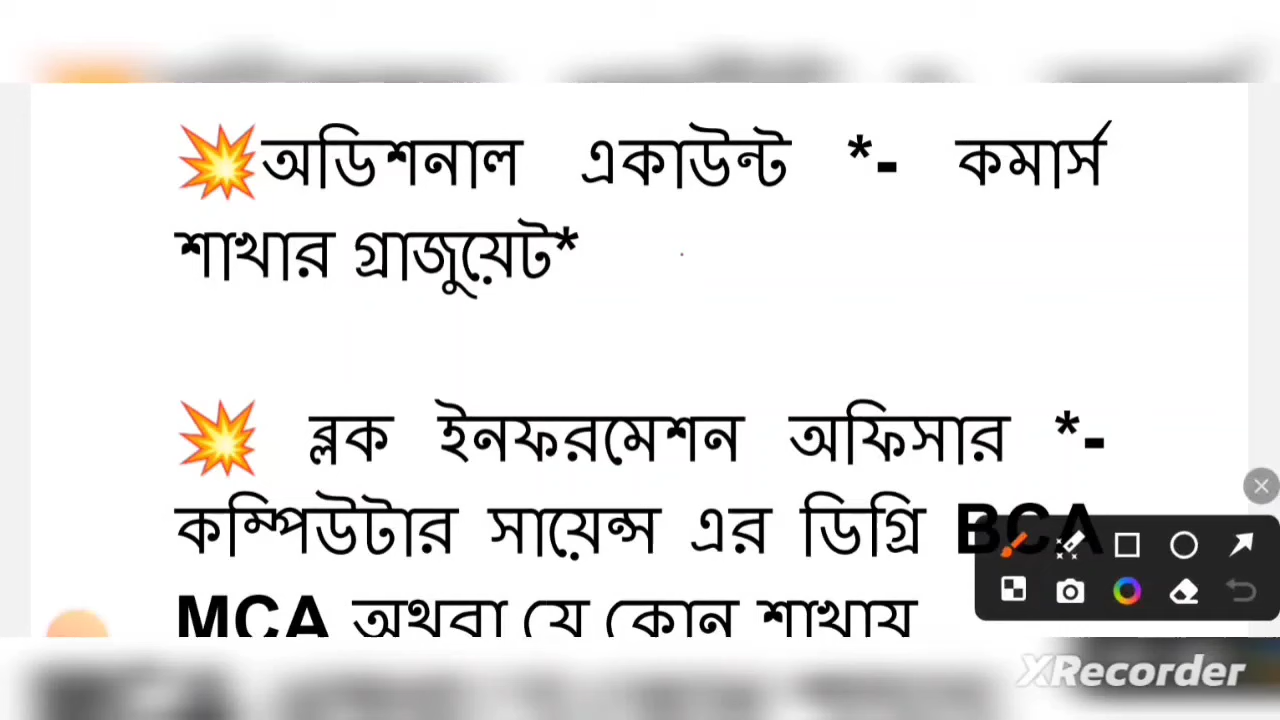 💥অডিশনাল একাউন্ট *- কমার্স
শাখার গ্রাজুয়েট*
💥 ব্লক ইনফরমেশন অফিসার *-
কম্পিউটার সায়েন্স এর ডিগ্রি BCA
MCA অথবা যে কোন শাখায়
XRecorder